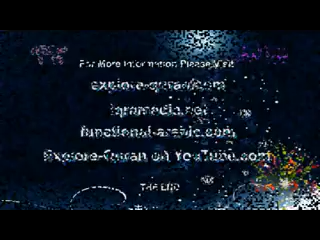 For More Information Please Visit
explore-quran.com
iqramedia.net
functional-arabic.com
Explore-Quran on YouTube.com
THE END